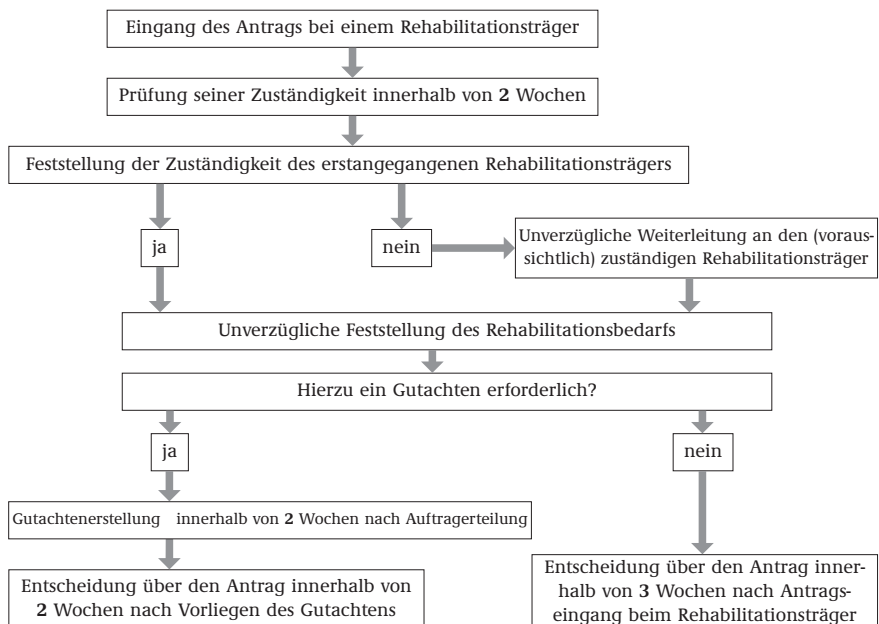 Eingang des Antrags bei einem Rehabilitationsträger
Prüfung seiner Zuständigkeit innerhalb von 2 Wochen
Feststellung der Zuständigkeit des erstangegangenen Rehabilitationsträgers
ja
nein
Unverzügliche Weiterleitung an den (voraus-
sichtlich) zuständigen Rehabilitationsträger
Unverzügliche Feststellung des Rehabilitationsbedarfs
Hierzu ein Gutachten erforderlich?
ja
nein
Gutachtenerstellung innerhalb von 2 Wochen nach Auftragerteilung
Entscheidung über den Antrag innerhalb von
2 Wochen nach Vorliegen des Gutachtens
Entscheidung über den Antrag inner-
halb von 3 Wochen nach Antrags-
eingang beim Rehabilitationsträger